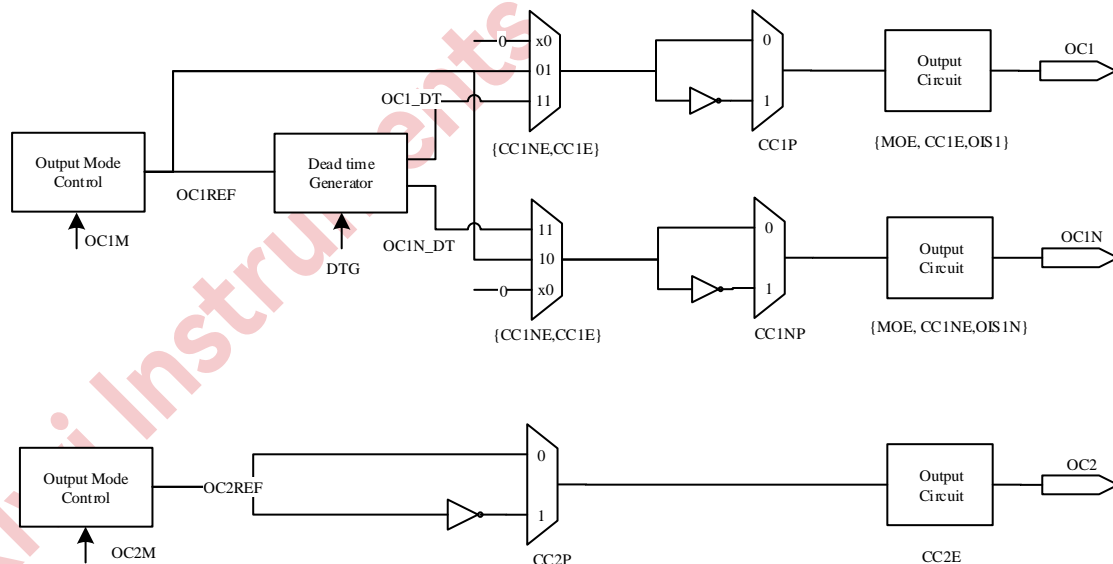 0
x0
01
11
OC1_DT
{CC1NE,CC1E}
0
1
CC1P
Output
Circuit
{MOE, CC1E,OIS1}
OC1
Output Mode
Control
OC1M
OC1REF
Dead time
Generator
DTG
OC1N_DT
11
10
x0
0
{CC1NE,CC1E}
0
1
CC1NP
Output
Circuit
{MOE, CC1NE,OIS1N}
OC1N
Output Mode
Control
OC2M
OC2REF
0
1
CC2P
Output
Circuit
CC2E
OC2
i Instruments